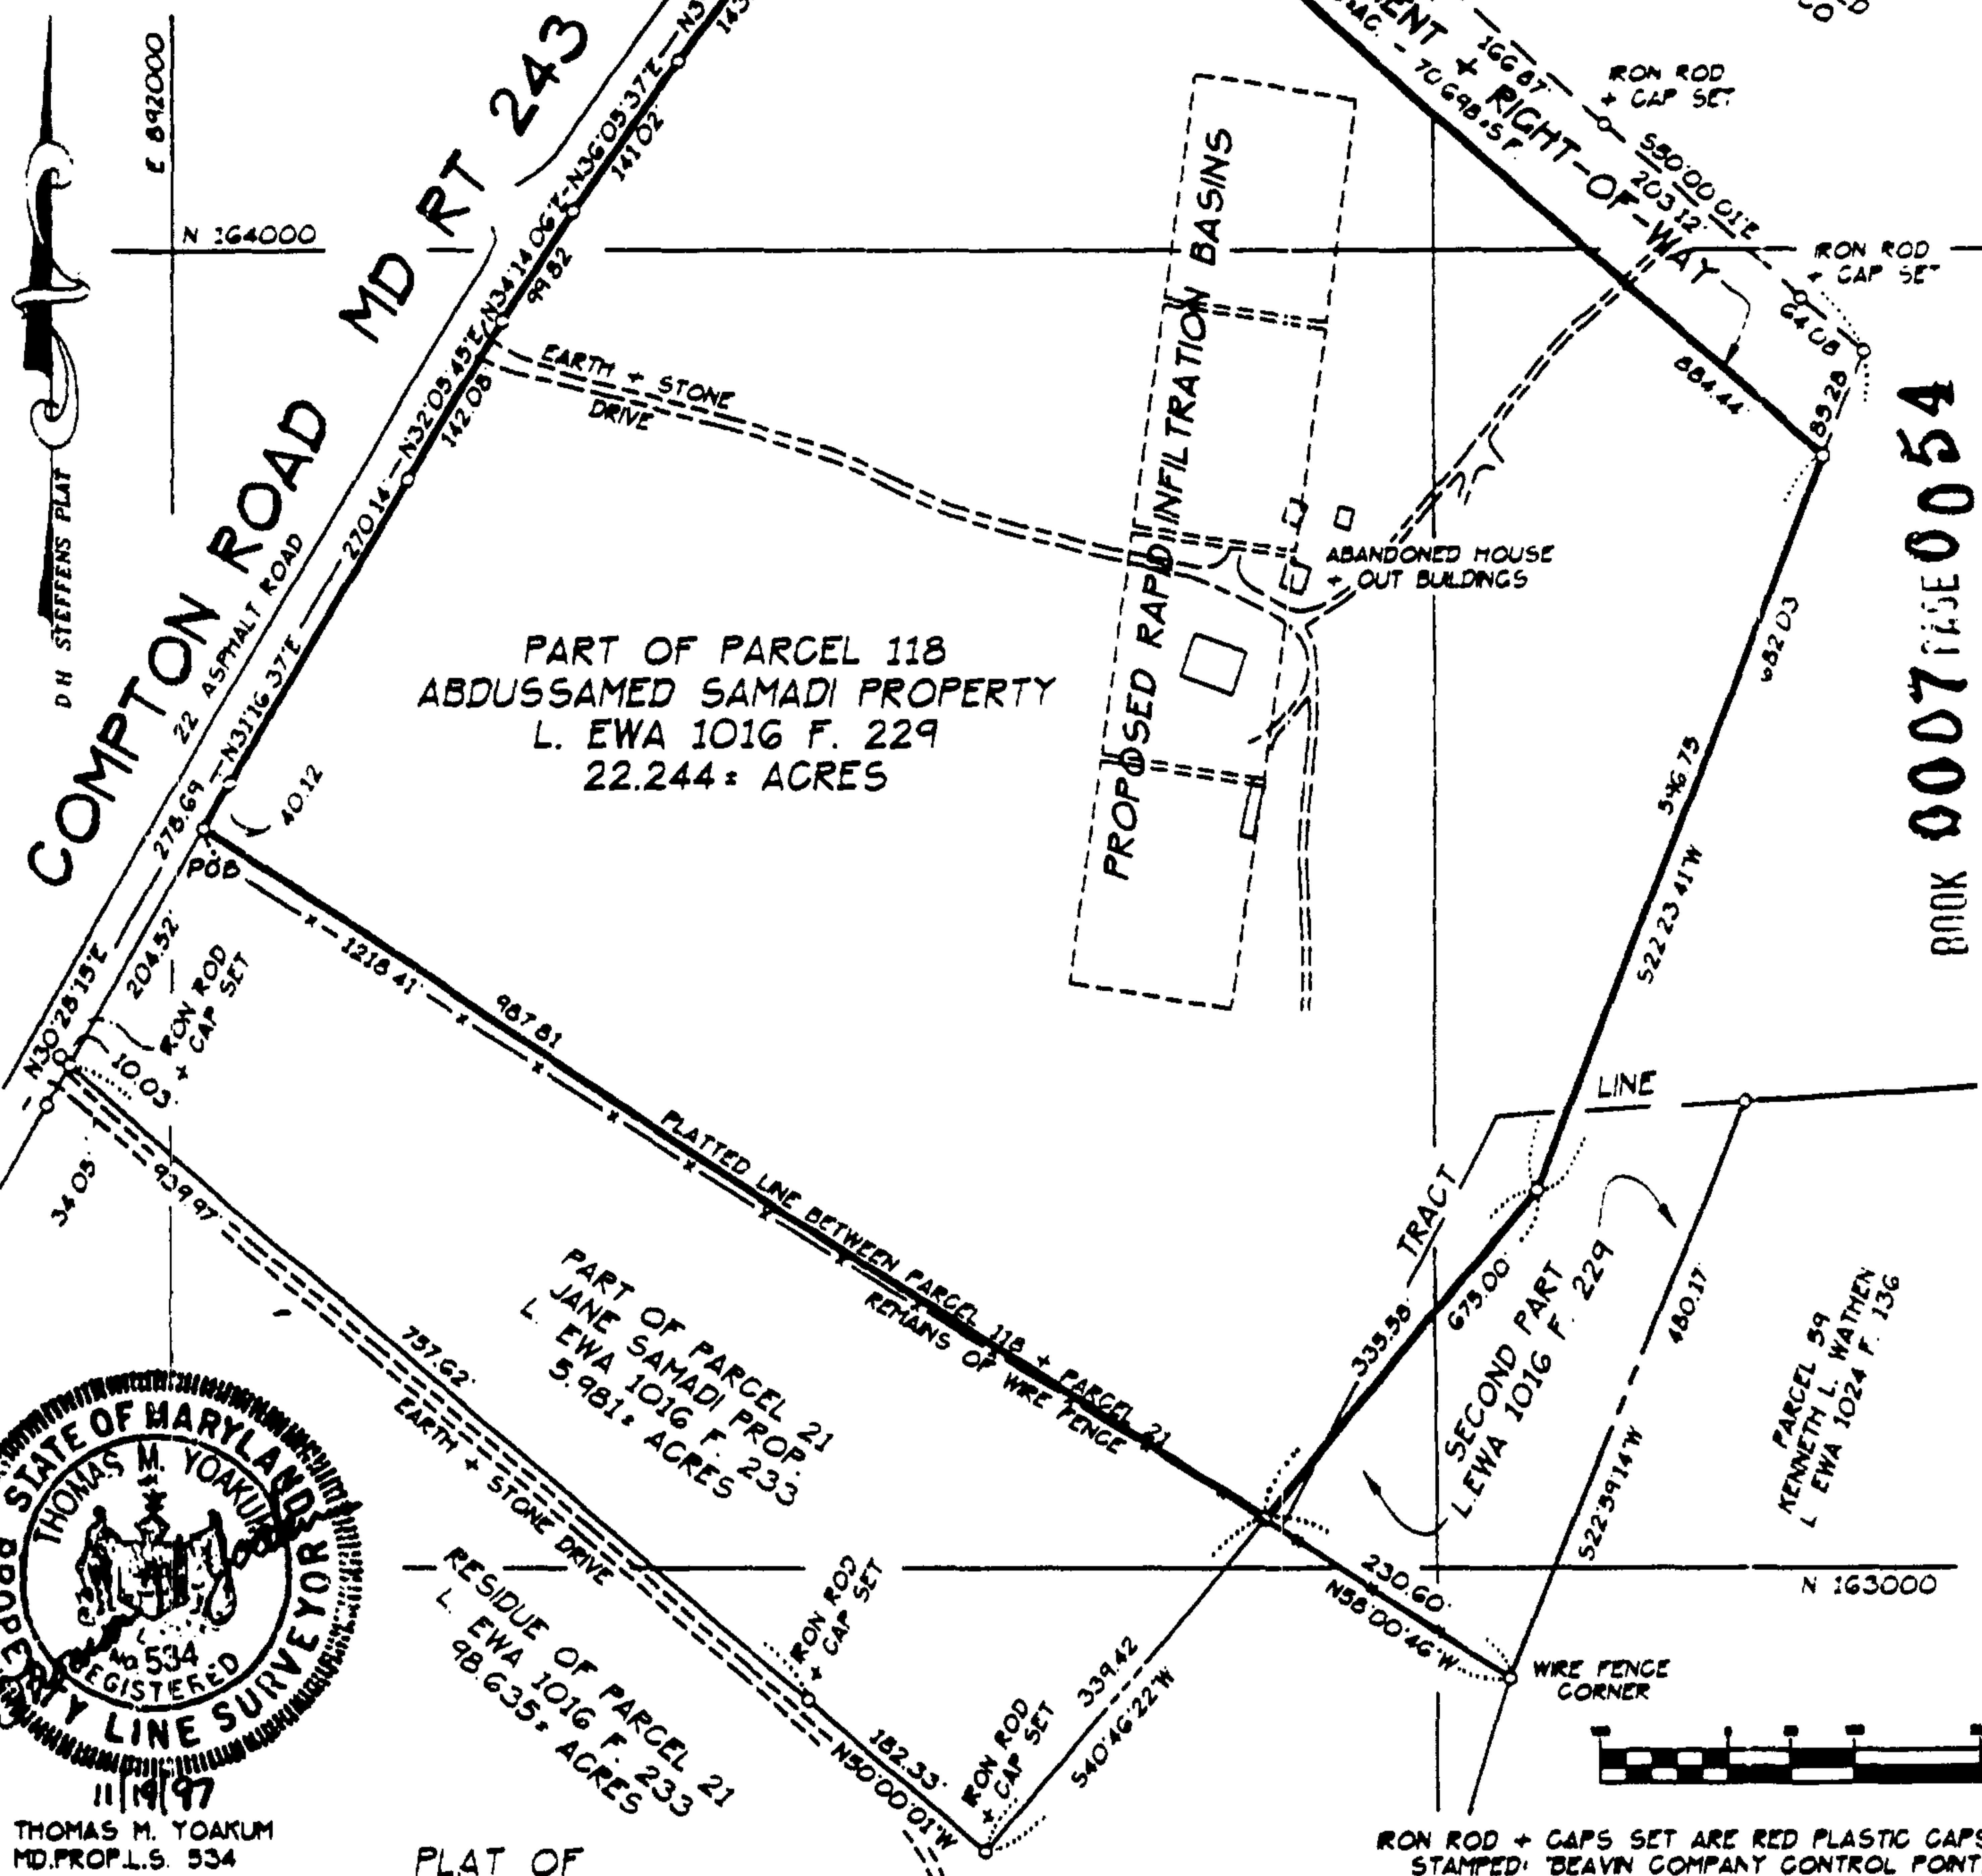 E 892000
N 164000
DH STEFFENS PLAT
COMPTON ROAD MD RT 243
22' ASPHALT ROAD
N36°05'37"E
141.02'
N34°14'06"E
99.82'
N32°05'45"E
142.08'
N31°16'37"E
270.14'
278.69'
40.12'
POB
N30°28'15"E
204.52'
IRON ROD
+ CAP SET
10.03'
34.05'
RIGHT-OF-WAY
70,698±S.F.
166.87'
IRON ROD
+ CAP SET
S50°00'01"E
203.12'
IRON ROD
+ CAP SET
64.08'
85.28'
884.44'
EARTH + STONE
DRIVE
PROPOSED RAPID INFILTRATION BASINS
ABANDONED HOUSE
+ OUT BUILDINGS
PART OF PARCEL 118
ABDUSSAMED SAMADI PROPERTY
L. EWA 1016 F. 229
22.244± ACRES
682.03'
596.75'
S22°23'41"W
BOOK 0007 PAGE 0054
1218.41'
987.81'
PLATTED LINE BETWEEN PARCEL 118 + PARCEL 21
REMAINS OF WIRE FENCE
TRACT LINE
335.58'
675.00'
SECOND PART
L.EWA 1016 F. 229
480.17'
S22°59'14"W
PARCEL 59
KENNETH L. WATHEN
L EWA 1024 F. 136
939.97'
757.62'
EARTH + STONE DRIVE
PART OF PARCEL 21
JANE SAMADI PROP.
L. EWA 1016 F. 233
5.981± ACRES
RESIDUE OF PARCEL 21
L. EWA 1016 F. 233
98.635± ACRES
IRON ROD
+ CAP SET
182.33'
N50°00'01"W
IRON ROD
+ CAP SET
339.42'
S40°46'22"W
230.60'
N58°00'46"W
N 163000
WIRE FENCE
CORNER
STATE OF MARYLAND
THOMAS M. YOAKUM
No. 534
REGISTERED
PROPERTY LINE SURVEYOR
11/19/97
THOMAS M. YOAKUM
MD.PROP.L.S. 534
PLAT OF
IRON ROD + CAPS SET ARE RED PLASTIC CAPS
STAMPED: "BEAVIN COMPANY CONTROL POINT